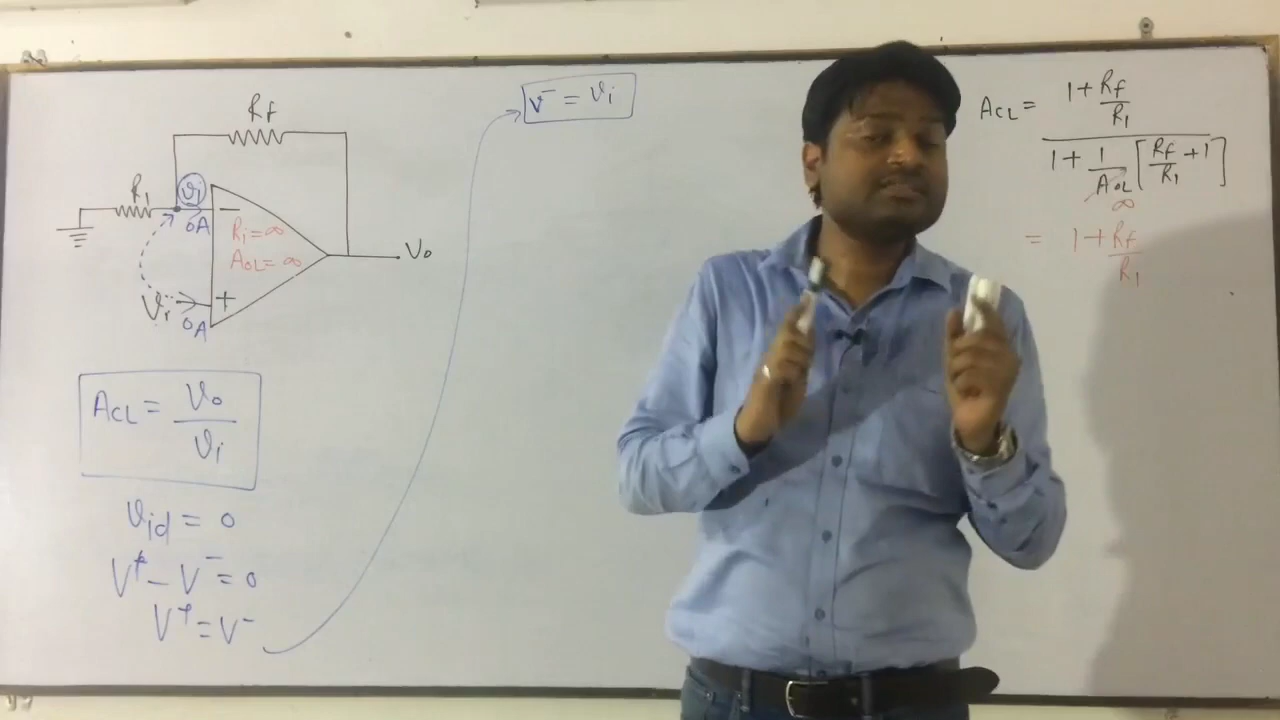 Rf
R1
vi
0A
−
Ri = ∞
AOL = ∞
Vo
Vi
+
0A
ACL = vo / vi
vid = 0
V⁺ − V⁻ = 0
V⁺ = V⁻
V⁻ = vi
ACL = (1 + Rf/R1) / (1 + 1/AOL [Rf/R1 + 1])
∞
= 1 + Rf/R1